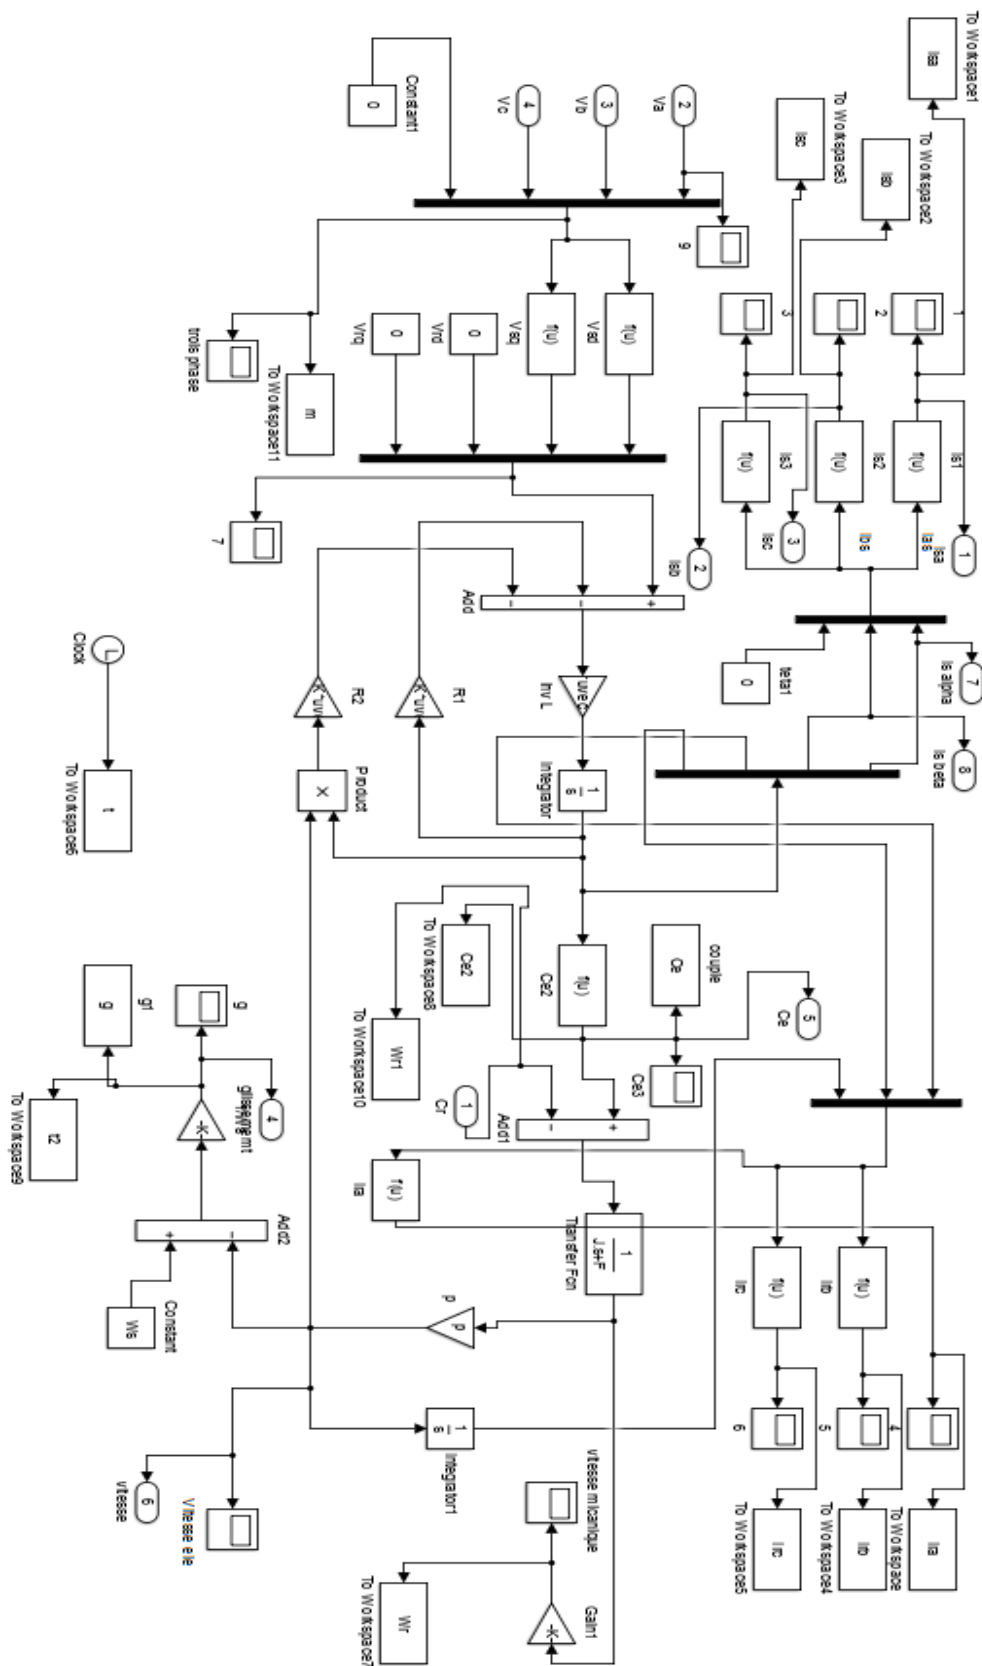 To Workspace1
Isa
To Workspace2
Isb
To Workspace3
Isc
Constant1
0
Vc
4
Vb
3
Va
2
9
1
2
3
Is1
f(u)
Is2
f(u)
Is3
f(u)
Vsd
f(u)
Vsq
f(u)
Vrd
0
Vrq
0
trois phase
To Workspace11
m
7
Isa
Ias
1
Ibs
Isc
3
Isb
2
Add
+
-
-
teta1
0
Is alpha
7
Is beta
8
Inv L
R1
R2
Integrator
1
s
Product
X
Clock
To Workspace6
t
couple
Ce
Ce
5
Ce2
f(u)
Ce2
To Workspace8
Wr1
To Workspace10
Ce3
Cr
1
Add1
+
-
Ira
f(u)
Irb
f(u)
Irc
f(u)
Transfer Fcn
1
J.s+F
g
g1
g
4
-K-
t2
To Workspace9
Add2
-
+
Constant
Ws
p
p
Integrator1
1
s
4
5
6
Ira
To Workspace
Irb
To Workspace4
Irc
To Workspace5
Vitesse ele
vitesse
6
vitesse micanique
Gain1
-K-
Wr
To Workspace7